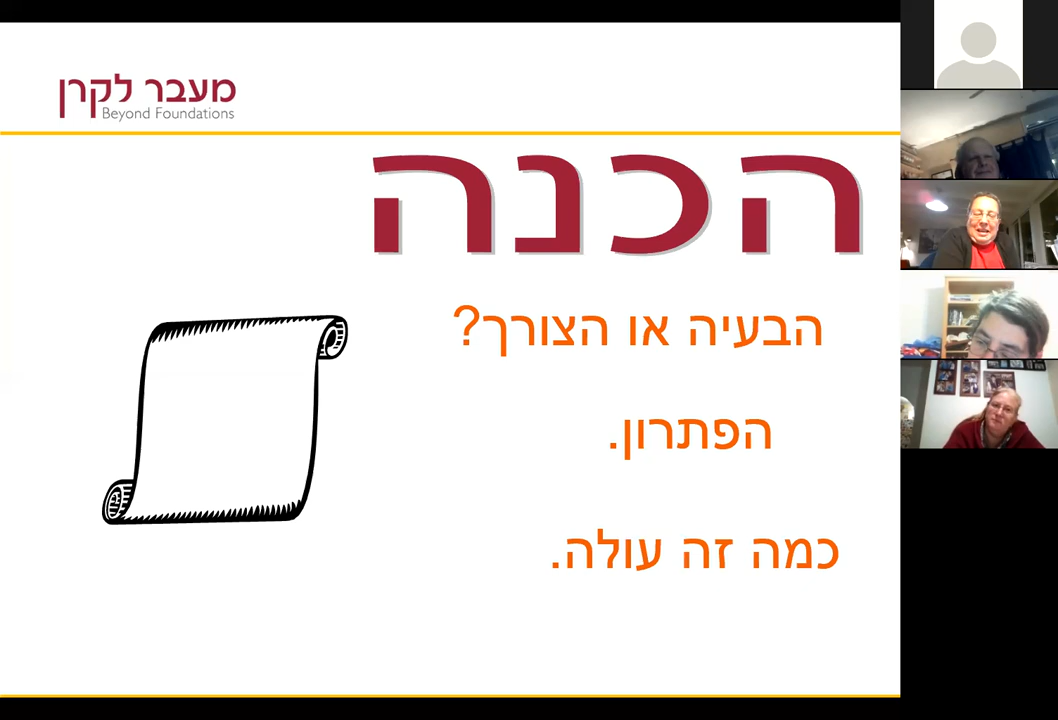 מעבר לקרן
Beyond Foundations
הכנה
הבעיה או הצורך?
הפתרון.
כמה זה עולה.